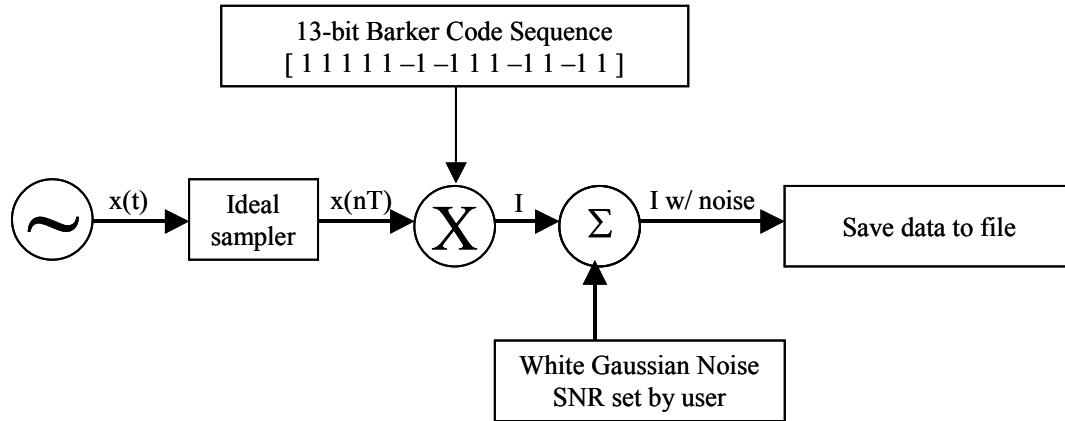 13-bit Barker Code Sequence
[ 1 1 1 1 1 –1 –1 1 1 –1 1 –1 1 ]
~
x(t)
Ideal
sampler
x(nT)
X
I
Σ
I w/ noise
Save data to file
White Gaussian Noise
SNR set by user